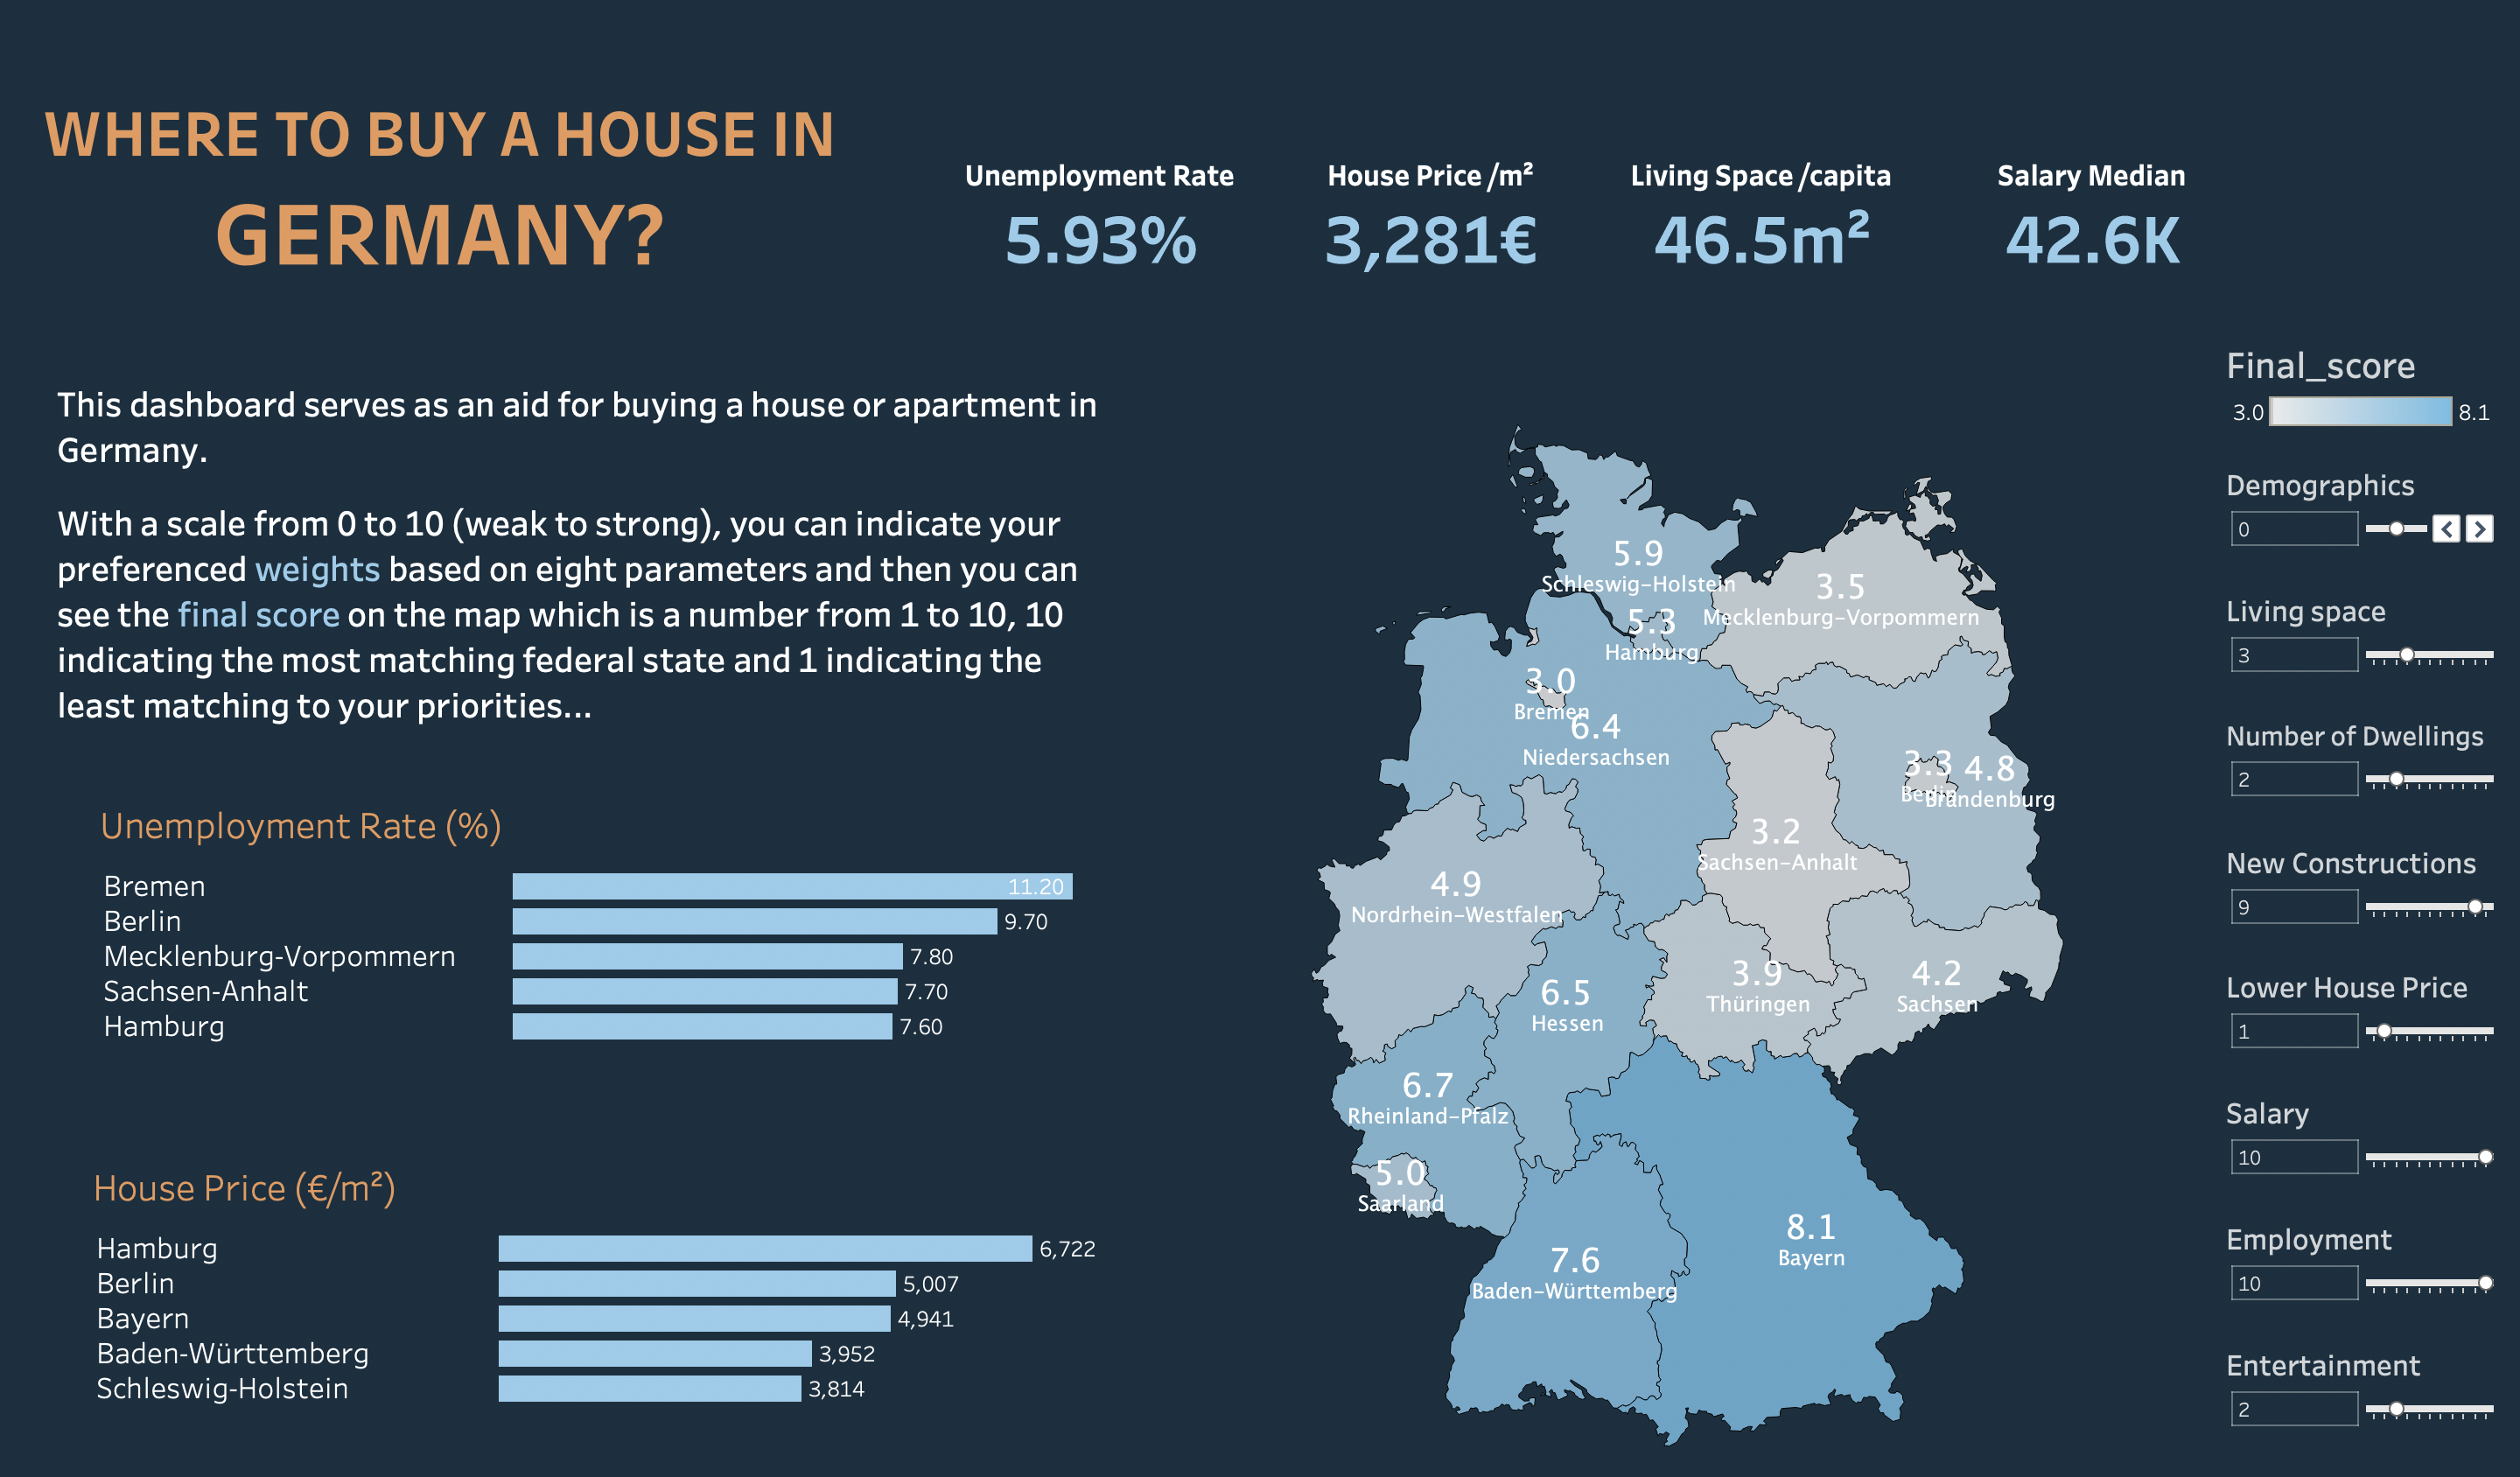 WHERE TO BUY A HOUSE IN
GERMANY?
Unemployment Rate
5.93%
House Price /m²
3,281€
Living Space /capita
46.5m²
Salary Median
42.6K
This dashboard serves as an aid for buying a house or apartment in
Germany.
With a scale from 0 to 10 (weak to strong), you can indicate your
preferenced weights based on eight parameters and then you can
see the final score on the map which is a number from 1 to 10, 10
indicating the most matching federal state and 1 indicating the
least matching to your priorities...
Unemployment Rate (%)
Bremen 11.20
Berlin 9.70
Mecklenburg-Vorpommern 7.80
Sachsen-Anhalt 7.70
Hamburg 7.60
House Price (€/m²)
Hamburg 6,722
Berlin 5,007
Bayern 4,941
Baden-Württemberg 3,952
Schleswig-Holstein 3,814
5.9
Schleswig-Holstein
3.5
Mecklenburg-Vorpommern
5.3
Hamburg
3.0
Bremen
6.4
Niedersachsen
3.3
Berlin
4.8
Brandenburg
3.2
Sachsen-Anhalt
4.9
Nordrhein-Westfalen
3.9
Thüringen
4.2
Sachsen
6.5
Hessen
6.7
Rheinland-Pfalz
5.0
Saarland
8.1
Bayern
7.6
Baden-Württemberg
Final_score
3.0 8.1
Demographics
0
Living space
3
Number of Dwellings
2
New Constructions
9
Lower House Price
1
Salary
10
Employment
10
Entertainment
2